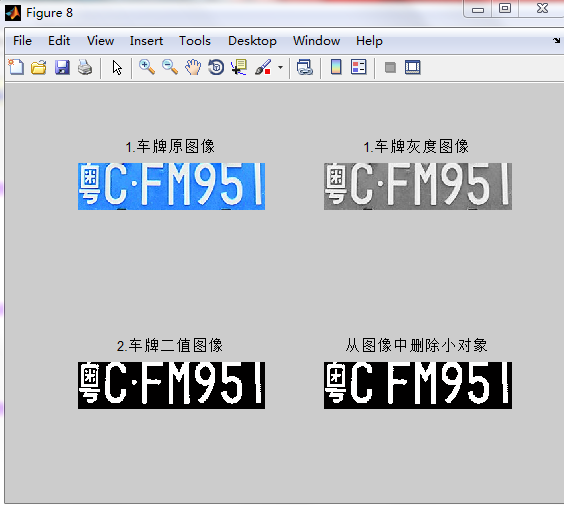 Figure 8
File Edit View Insert Tools Desktop Window Help
1.车牌原图像
1.车牌灰度图像
粤C·FM951
粤C·FM951
2.车牌二值图像
从图像中删除小对象
粤C·FM951
粤C FM951